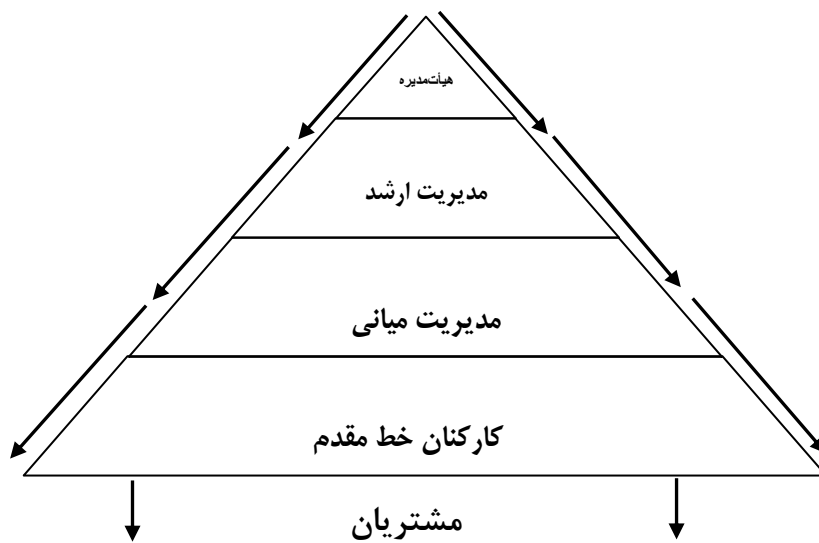 هیأت‌مدیره
مدیریت ارشد
مدیریت میانی
کارکنان خط مقدم
مشتریان